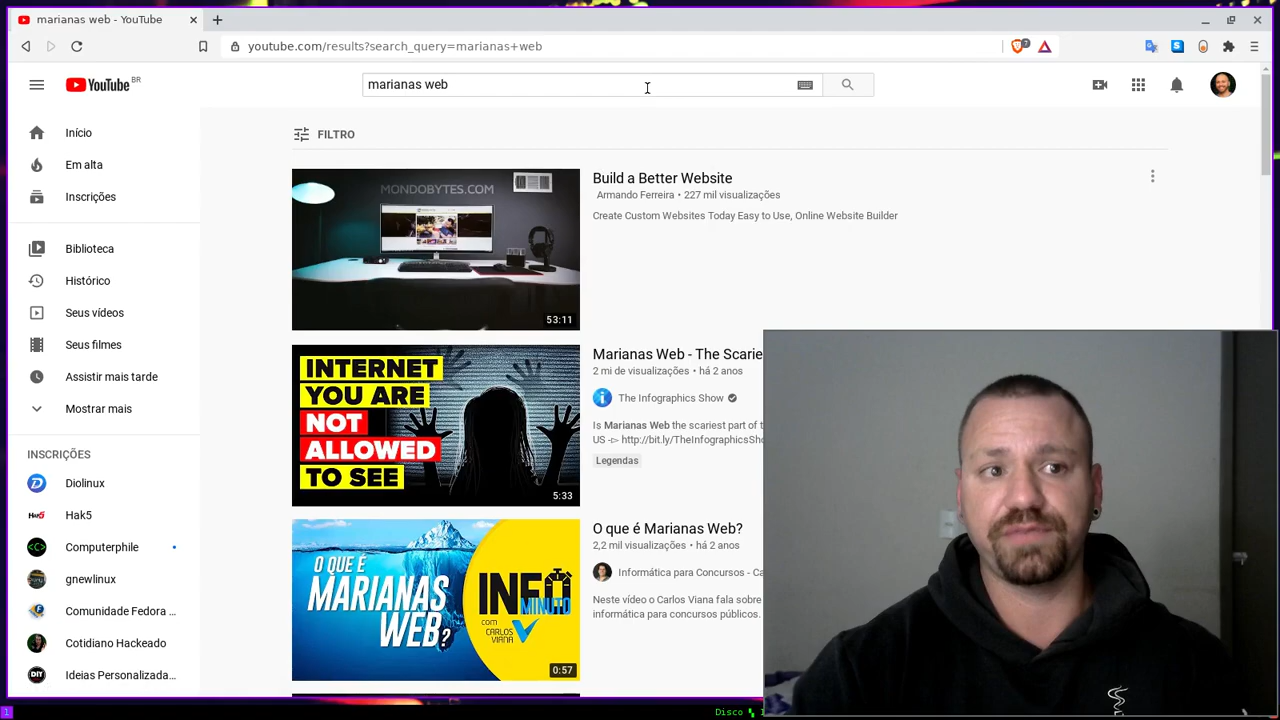 marianas web - YouTube
youtube.com/results?search_query=marianas+web
7
YouTube BR
marianas web
Início
Em alta
Inscrições
Biblioteca
Histórico
Seus vídeos
Seus filmes
Assistir mais tarde
Mostrar mais
INSCRIÇÕES
Diolinux
Hak5
Computerphile
gnewlinux
Comunidade Fedora ...
Cotidiano Hackeado
Ideias Personalizada...
FILTRO
MONDOBYTES.COM
53:11
Build a Better Website
Armando Ferreira • 227 mil visualizações
Create Custom Websites Today Easy to Use, Online Website Builder
INTERNET
YOU ARE
NOT
ALLOWED
TO SEE
5:33
Marianas Web - The Scarie
2 mi de visualizações • há 2 anos
The Infographics Show
Is Marianas Web the scariest part of t
US -▻ http://bit.ly/TheInfographicsSho
Legendas
O QUE É
MARIANAS
WEB?
INFO
MINUTO
COM
CARLOS
VIANA
0:57
O que é Marianas Web?
2,2 mil visualizações • há 2 anos
Informática para Concursos - Ca
Neste vídeo o Carlos Viana fala sobre
informática para concursos públicos.
1
Disco